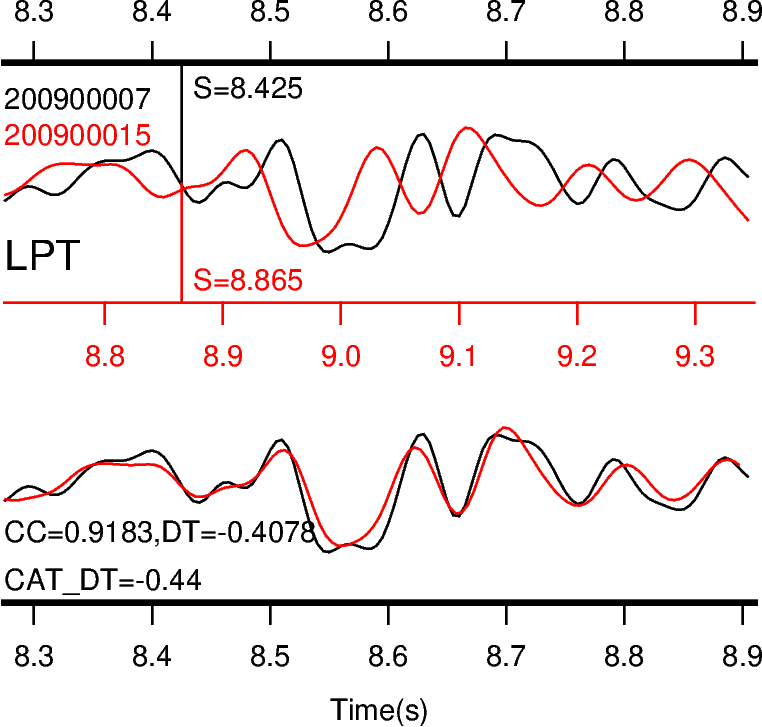 8.3 8.4 8.5 8.6 8.7 8.8 8.9
S=8.425
200900007
200900015
LPT
S=8.865
8.8 8.9 9.0 9.1 9.2 9.3
CC=0.9183,DT=-0.4078
CAT_DT=-0.44
8.3 8.4 8.5 8.6 8.7 8.8 8.9
Time(s)